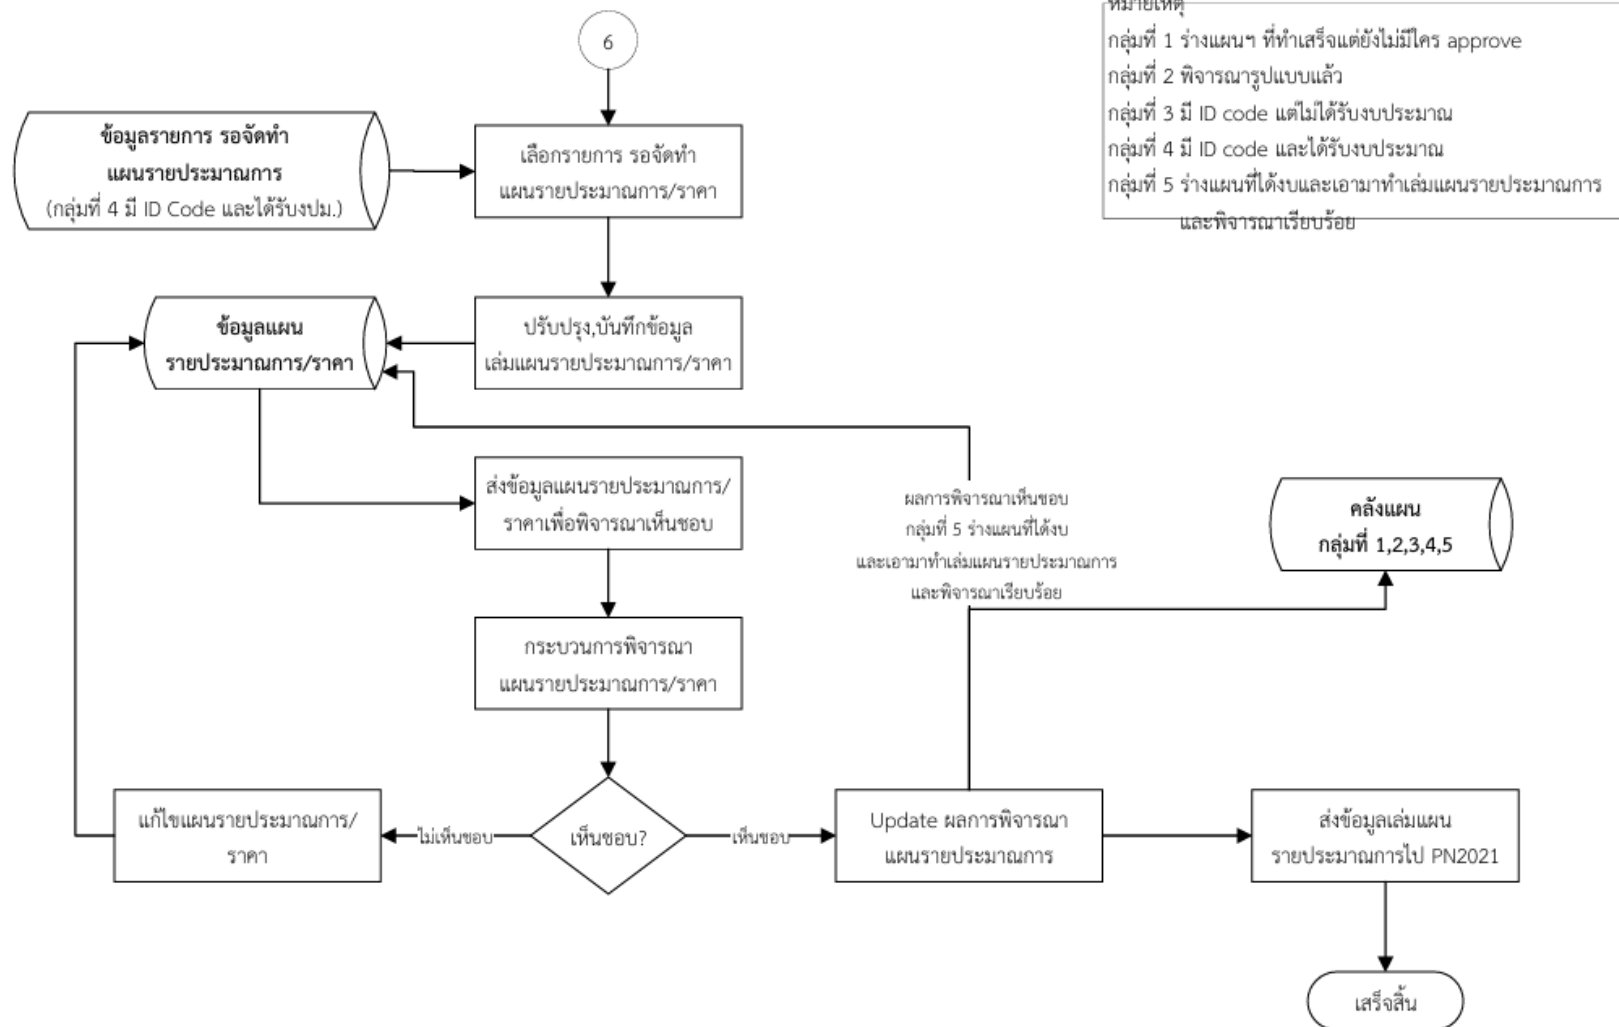 6
หมายเหตุ
กลุ่มที่ 1 ร่างแผนฯ ที่ทำเสร็จแต่ยังไม่มีใคร approve
กลุ่มที่ 2 พิจารณารูปแบบแล้ว
กลุ่มที่ 3 มี ID code แต่ไม่ได้รับงบประมาณ
กลุ่มที่ 4 มี ID code และได้รับงบประมาณ
กลุ่มที่ 5 ร่างแผนที่ได้งบและเอามาทำเล่มแผนรายประมาณการ
และพิจารณาเรียบร้อย
ข้อมูลรายการ รอจัดทำ
แผนรายประมาณการ
(กลุ่มที่ 4 มี ID Code และได้รับงปม.)
เลือกรายการ รอจัดทำ
แผนรายประมาณการ/ราคา
ข้อมูลแผน
รายประมาณการ/ราคา
ปรับปรุง,บันทึกข้อมูล
เล่มแผนรายประมาณการ/ราคา
ส่งข้อมูลแผนรายประมาณการ/
ราคาเพื่อพิจารณาเห็นชอบ
ผลการพิจารณาเห็นชอบ
กลุ่มที่ 5 ร่างแผนที่ได้งบ
และเอามาทำเล่มแผนรายประมาณการ
และพิจารณาเรียบร้อย
คลังแผน
กลุ่มที่ 1,2,3,4,5
กระบวนการพิจารณา
แผนรายประมาณการ/ราคา
แก้ไขแผนรายประมาณการ/
ราคา
ไม่เห็นชอบ
เห็นชอบ?
เห็นชอบ
Update ผลการพิจารณา
แผนรายประมาณการ
ส่งข้อมูลเล่มแผน
รายประมาณการไป PN2021
เสร็จสิ้น